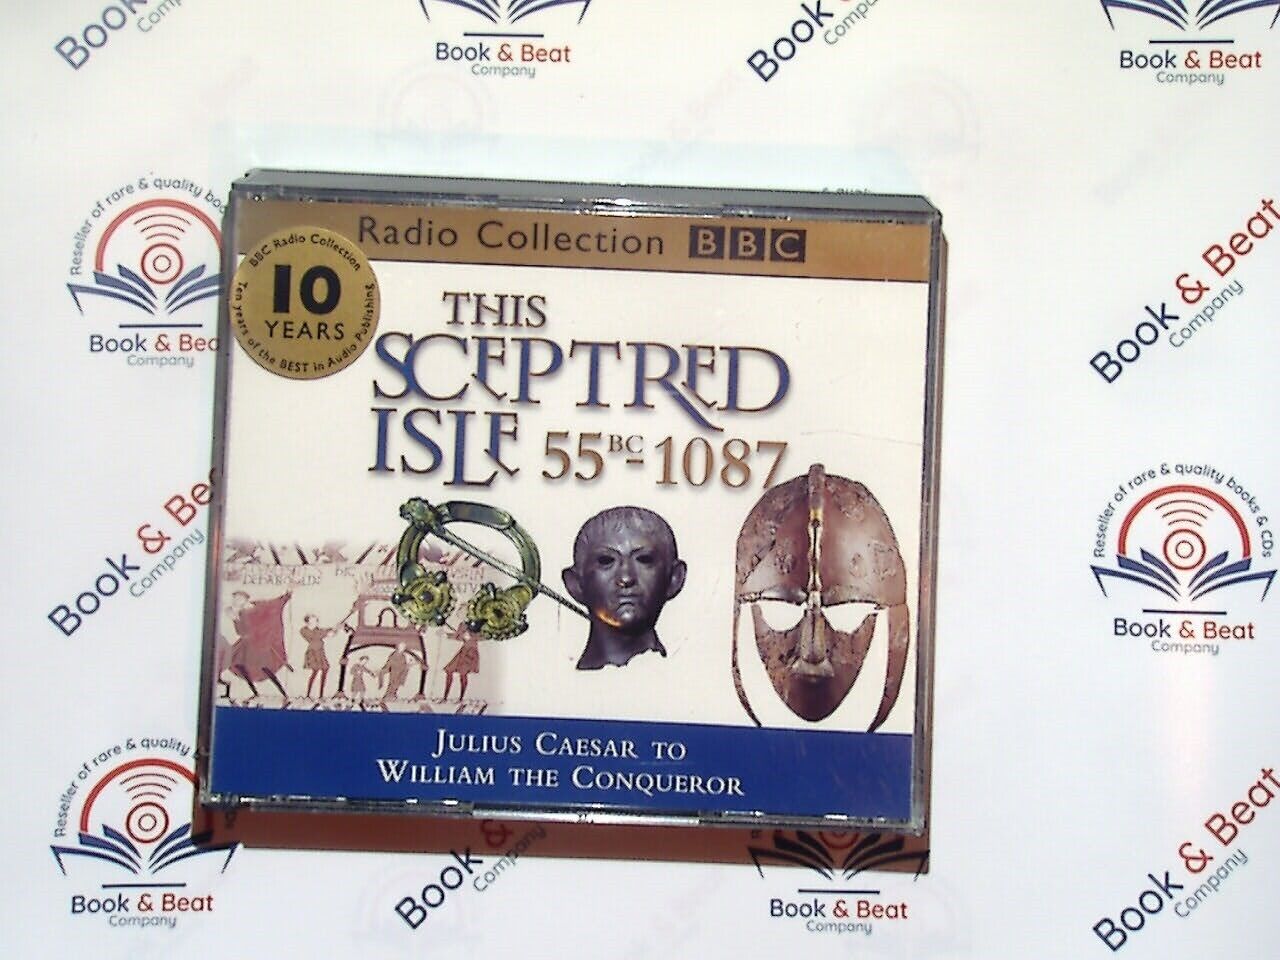 Book & Beat
Company
Book & Beat
Company
Book & Beat
Company
Book & Beat
Company
Reseller of rare & quality
Book &
Company
Radio Collection BBC
BBC Radio Collection
10
YEARS
Ten years of the BEST in Audio Publishing
THIS
SCEPTRED
ISLE 55BC-1087
JULIUS CAESAR TO
WILLIAM THE CONQUEROR
Book & Beat
Company
Book &
Company
Reseller of rare & quality books & CDs
Book & Beat
Company
Reseller of rare & quality
Book & Beat
Company
Book & Beat
Company
Book & Beat
Company
Book & Beat
Company